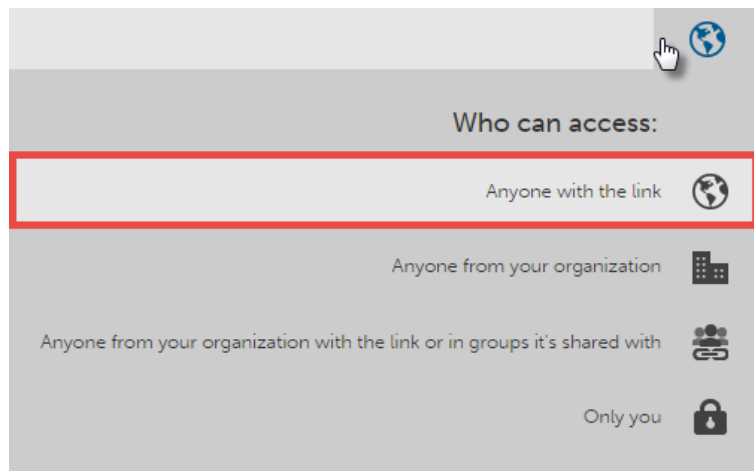 Who can access:
Anyone with the link
Anyone from your organization
Anyone from your organization with the link or in groups it's shared with
Only you